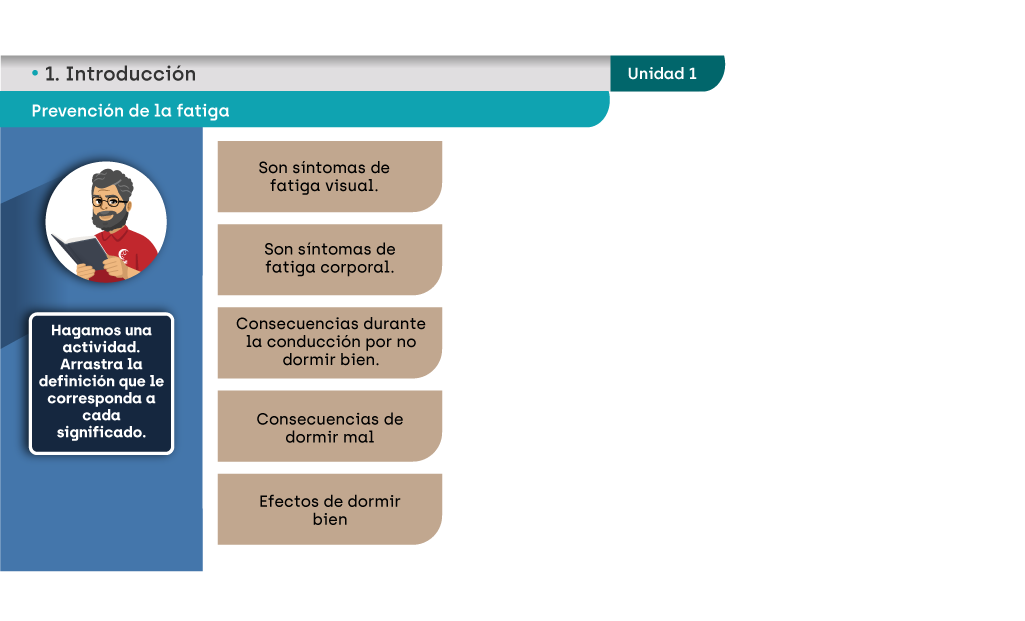 • 1. Introducción
Unidad 1
Prevención de la fatiga
Hagamos una
actividad.
Arrastra la
definición que le
corresponda a
cada
significado.
Son síntomas de
fatiga visual.
Son síntomas de
fatiga corporal.
Consecuencias durante
la conducción por no
dormir bien.
Consecuencias de
dormir mal
Efectos de dormir
bien